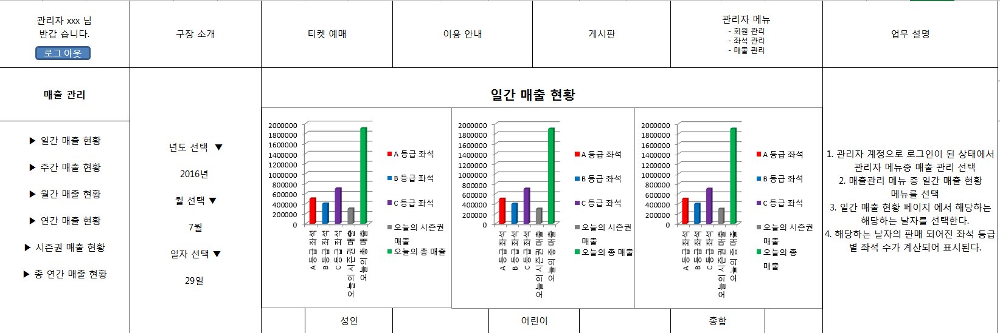 관리자 xxx 님
반갑 습니다.
로그 아웃
구장 소개
티켓 예매
이용 안내
게시판
관리자 메뉴
- 회원 관리
- 좌석 관리
- 매출 관리
업무 설명
매출 관리
▶ 일간 매출 현황
▶ 주간 매출 현황
▶ 월간 매출 현황
▶ 연간 매출 현황
▶ 시즌권 매출 현황
▶ 총 연간 매출 현황
년도 선택 ▼
2016년
월 선택 ▼
7월
일자 선택 ▼
29일
일간 매출 현황
2000000
1800000
1600000
1400000
1200000
1000000
800000
600000
400000
200000
0
A 등급 좌석
B 등급 좌석
C 등급 좌석
오늘의 시즌권 매출
오늘의 총 매출
A 등급 좌석
B 등급 좌석
C 등급 좌석
오늘의 시즌권
매출
오늘의 총 매출
성인
2000000
1800000
1600000
1400000
1200000
1000000
800000
600000
400000
200000
0
A 등급 좌석
B 등급 좌석
C 등급 좌석
오늘의 시즌권 매출
오늘의 총 매출
A 등급 좌석
B 등급 좌석
C 등급 좌석
오늘의 시즌권
매출
오늘의 총 매출
어린이
2000000
1800000
1600000
1400000
1200000
1000000
800000
600000
400000
200000
0
A 등급 좌석
B 등급 좌석
C 등급 좌석
오늘의 시즌권 매출
오늘의 총 매출
A 등급 좌석
B 등급 좌석
C 등급 좌석
오늘의 시즌권
매출
오늘의 총
매출
종합
1. 관리자 계정으로 로그인이 된 상태에서
관리자 메뉴중 매출 관리 선택
2. 매출관리 메뉴 중 일간 매출 현황
메뉴를 선택
3. 일간 매출 현황 페이지 에서 해당하는
해당하는 날자를 선택한다.
4. 해당하는 날자의 판매 되어진 좌석 등급
별 좌석 수가 계산되어 표시된다.